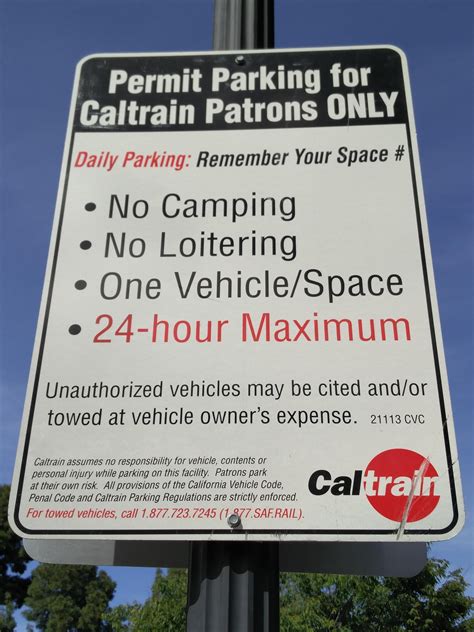 Permit Parking for
Caltrain Patrons ONLY
Daily Parking: Remember Your Space #
• No Camping
• No Loitering
• One Vehicle/Space
• 24-hour Maximum
Unauthorized vehicles may be cited and/or
towed at vehicle owner's expense. 21113 CVC
Caltrain assumes no responsibility for vehicle, contents or
personal injury while parking on this facility. Patrons park
at their own risk. All provisions of the California Vehicle Code,
Penal Code and Caltrain Parking Regulations are strictly enforced.
For towed vehicles, call 1.877.723.7245 (1.877.SAF.RAIL).
Caltrain